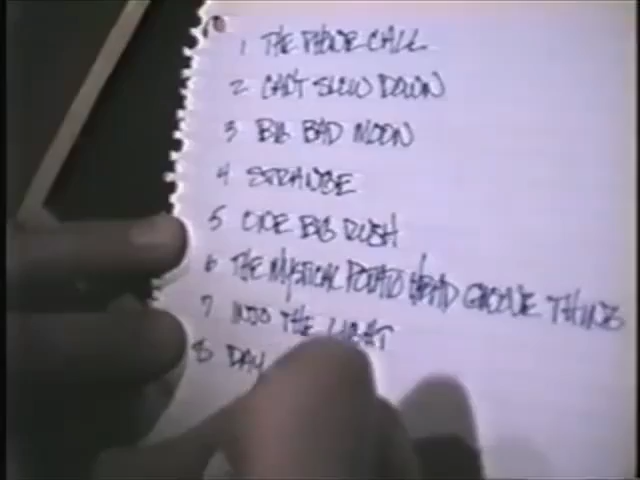 1 THE PHONE CALL
2 CAN'T SLOW DOWN
3 BIG BAD MOON
4 STRANGE
5 ONE BIG RUSH
6 THE MYSTICAL POTATO HEAD GROOVE THING
7 INTO THE LIGHT
8 DAY